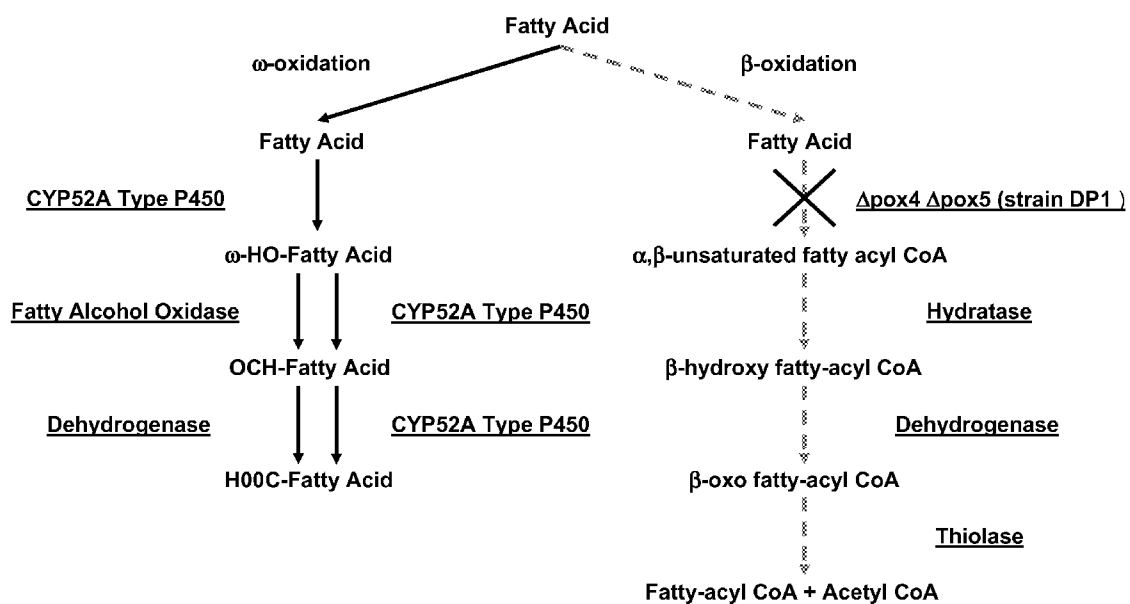 Fatty Acid
ω-oxidation
β-oxidation
Fatty Acid
Fatty Acid
CYP52A Type P450
Δpox4 Δpox5 (strain DP1 )
ω-HO-Fatty Acid
α,β-unsaturated fatty acyl CoA
Fatty Alcohol Oxidase
CYP52A Type P450
Hydratase
OCH-Fatty Acid
β-hydroxy fatty-acyl CoA
Dehydrogenase
CYP52A Type P450
Dehydrogenase
H00C-Fatty Acid
β-oxo fatty-acyl CoA
Thiolase
Fatty-acyl CoA + Acetyl CoA